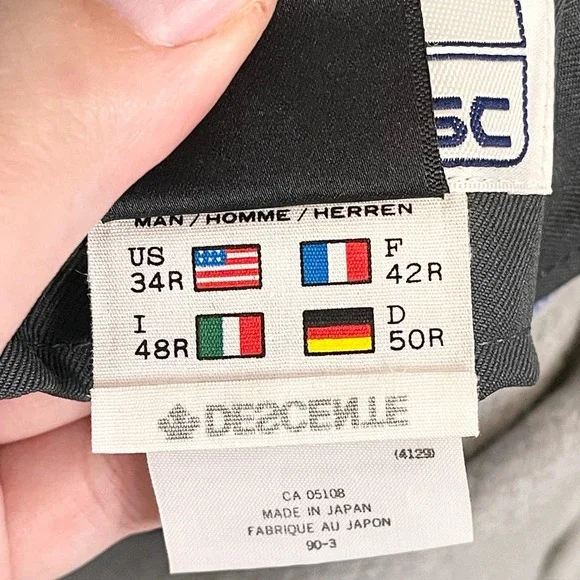 SC
MAN / HOMME / HERREN
US
34R
F
42R
I
48R
D
50R
DESCENTE
(4129)
CA 05108
MADE IN JAPAN
FABRIQUE AU JAPON
90-3